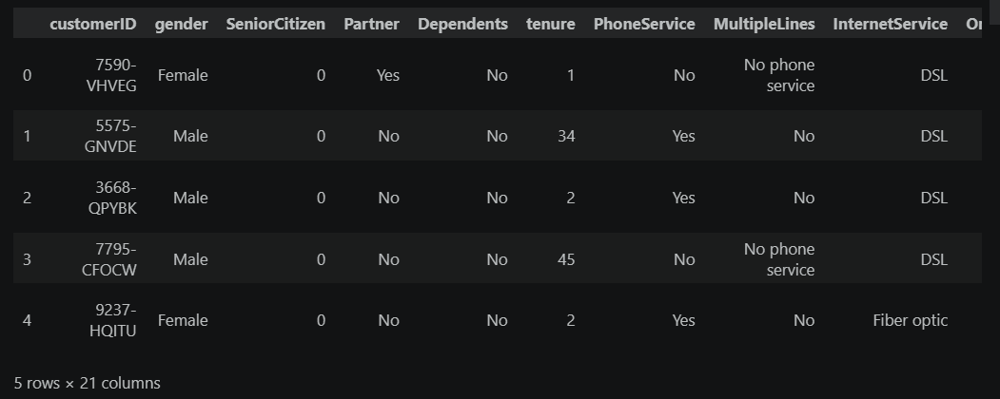 customerID gender SeniorCitizen Partner Dependents tenure PhoneService MultipleLines InternetService
0 7590-VHVEG Female 0 Yes No 1 No No phone service DSL
1 5575-GNVDE Male 0 No No 34 Yes No DSL
2 3668-QPYBK Male 0 No No 2 Yes No DSL
3 7795-CFOCW Male 0 No No 45 No No phone service DSL
4 9237-HQITU Female 0 No No 2 Yes No Fiber optic
5 rows × 21 columns